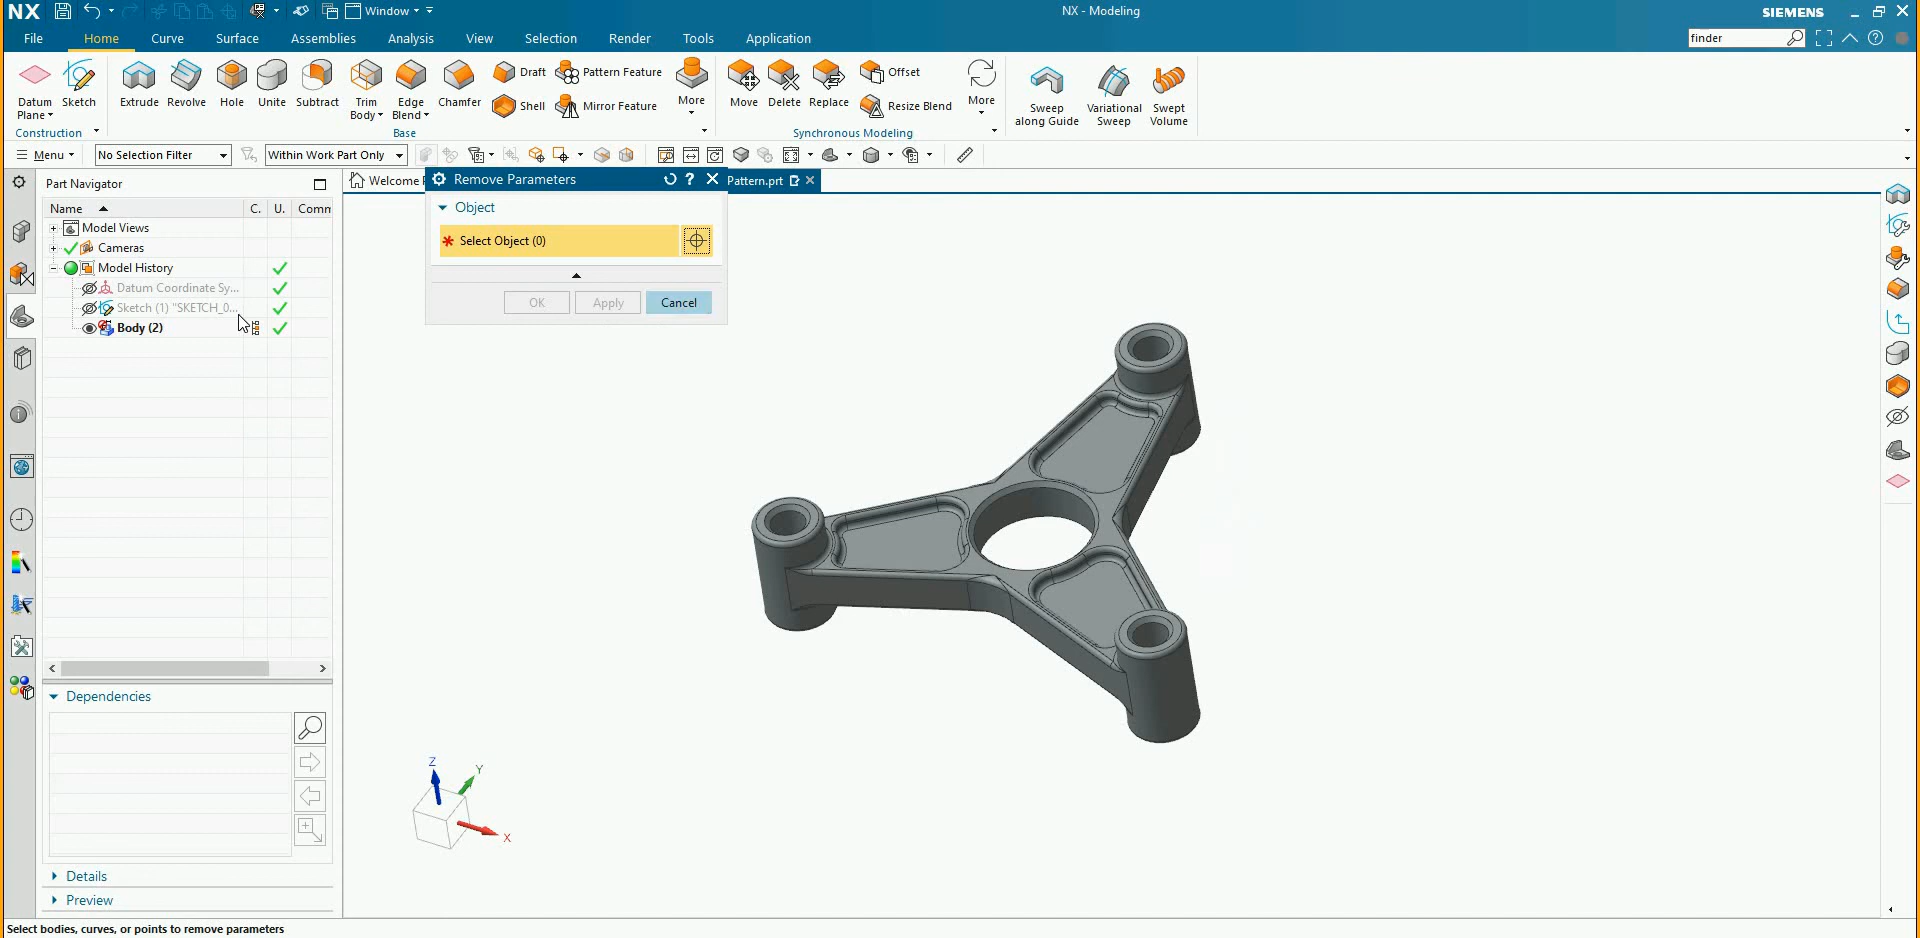 NX Window NX - Modeling SIEMENS
File Home Curve Surface Assemblies Analysis View Selection Render Tools Application finder
Datum Plane Sketch Extrude Revolve Hole Unite Subtract Trim Body Edge Blend Chamfer Draft Shell Pattern Feature Mirror Feature More Move Delete Replace Offset Resize Blend More Sweep along Guide Variational Sweep Swept Volume
Construction Base Synchronous Modeling
Menu No Selection Filter Within Work Part Only
Part Navigator
Welcome
Remove Parameters ?
Pattern.prt
Name C. U. Comm
Object
Model Views
* Select Object (0)
Cameras
Model History
Datum Coordinate Sy...
OK Apply Cancel
Sketch (1) "SKETCH_0...
Body (2)
Dependencies
Z
Y
X
Details
Preview
Select bodies, curves, or points to remove parameters